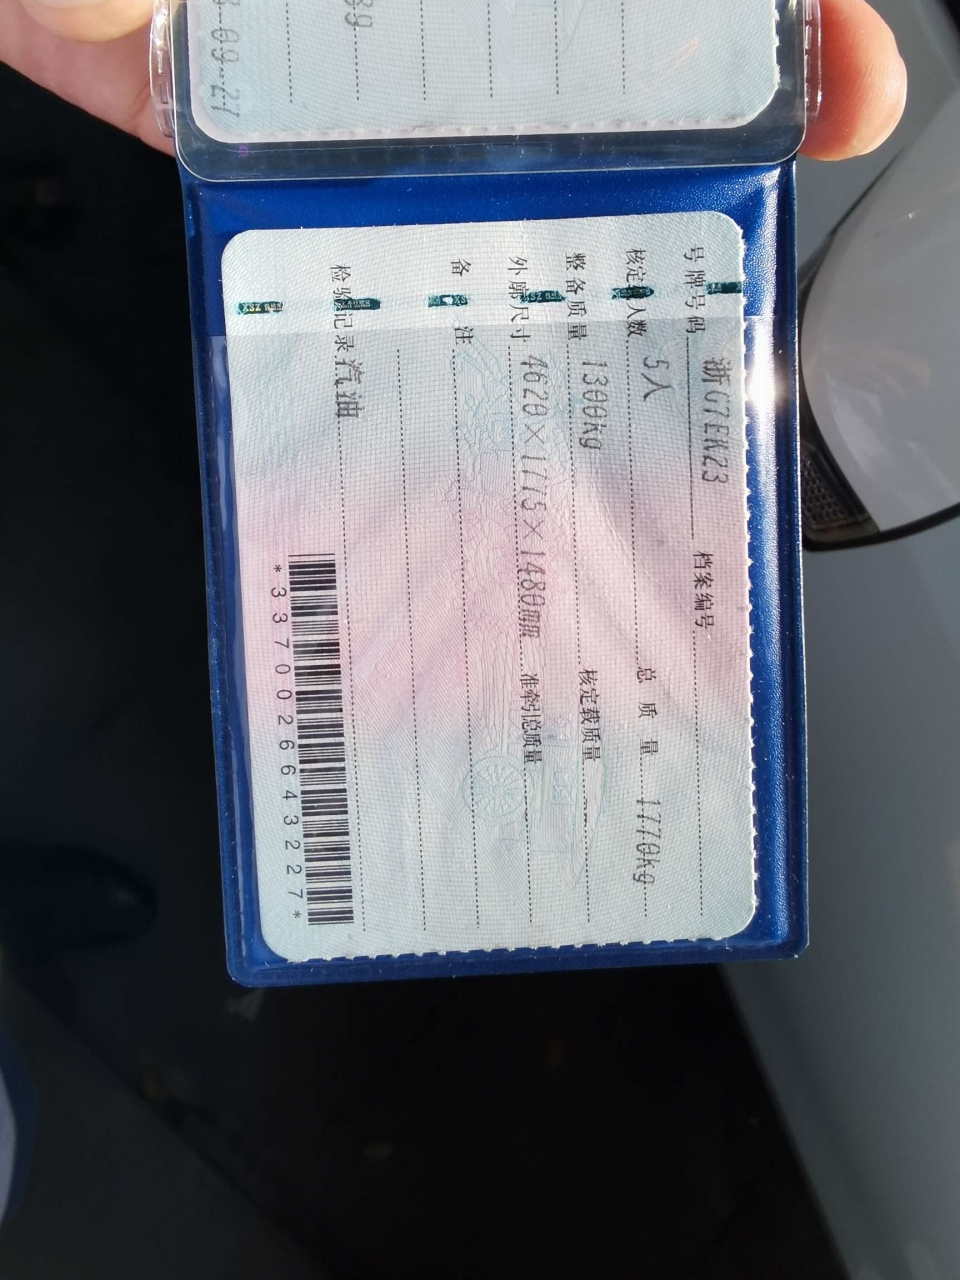 号牌号码 浙G7EK23 档案编号
核定载人数 5人 总质量 1770kg
整备质量 1300kg 核定载质量
外廓尺寸 4620×1775×1480mm 准牵引总质量
备注
检验记录 汽油
*3370026643227*